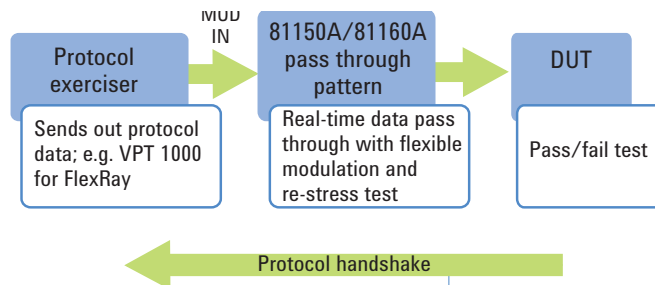 MOD
IN
Protocol
exerciser
81150A/81160A
pass through
pattern
DUT
Sends out protocol
data; e.g. VPT 1000
for FlexRay
Real-time data pass
through with flexible
modulation and
re-stress test
Pass/fail test
Protocol handshake